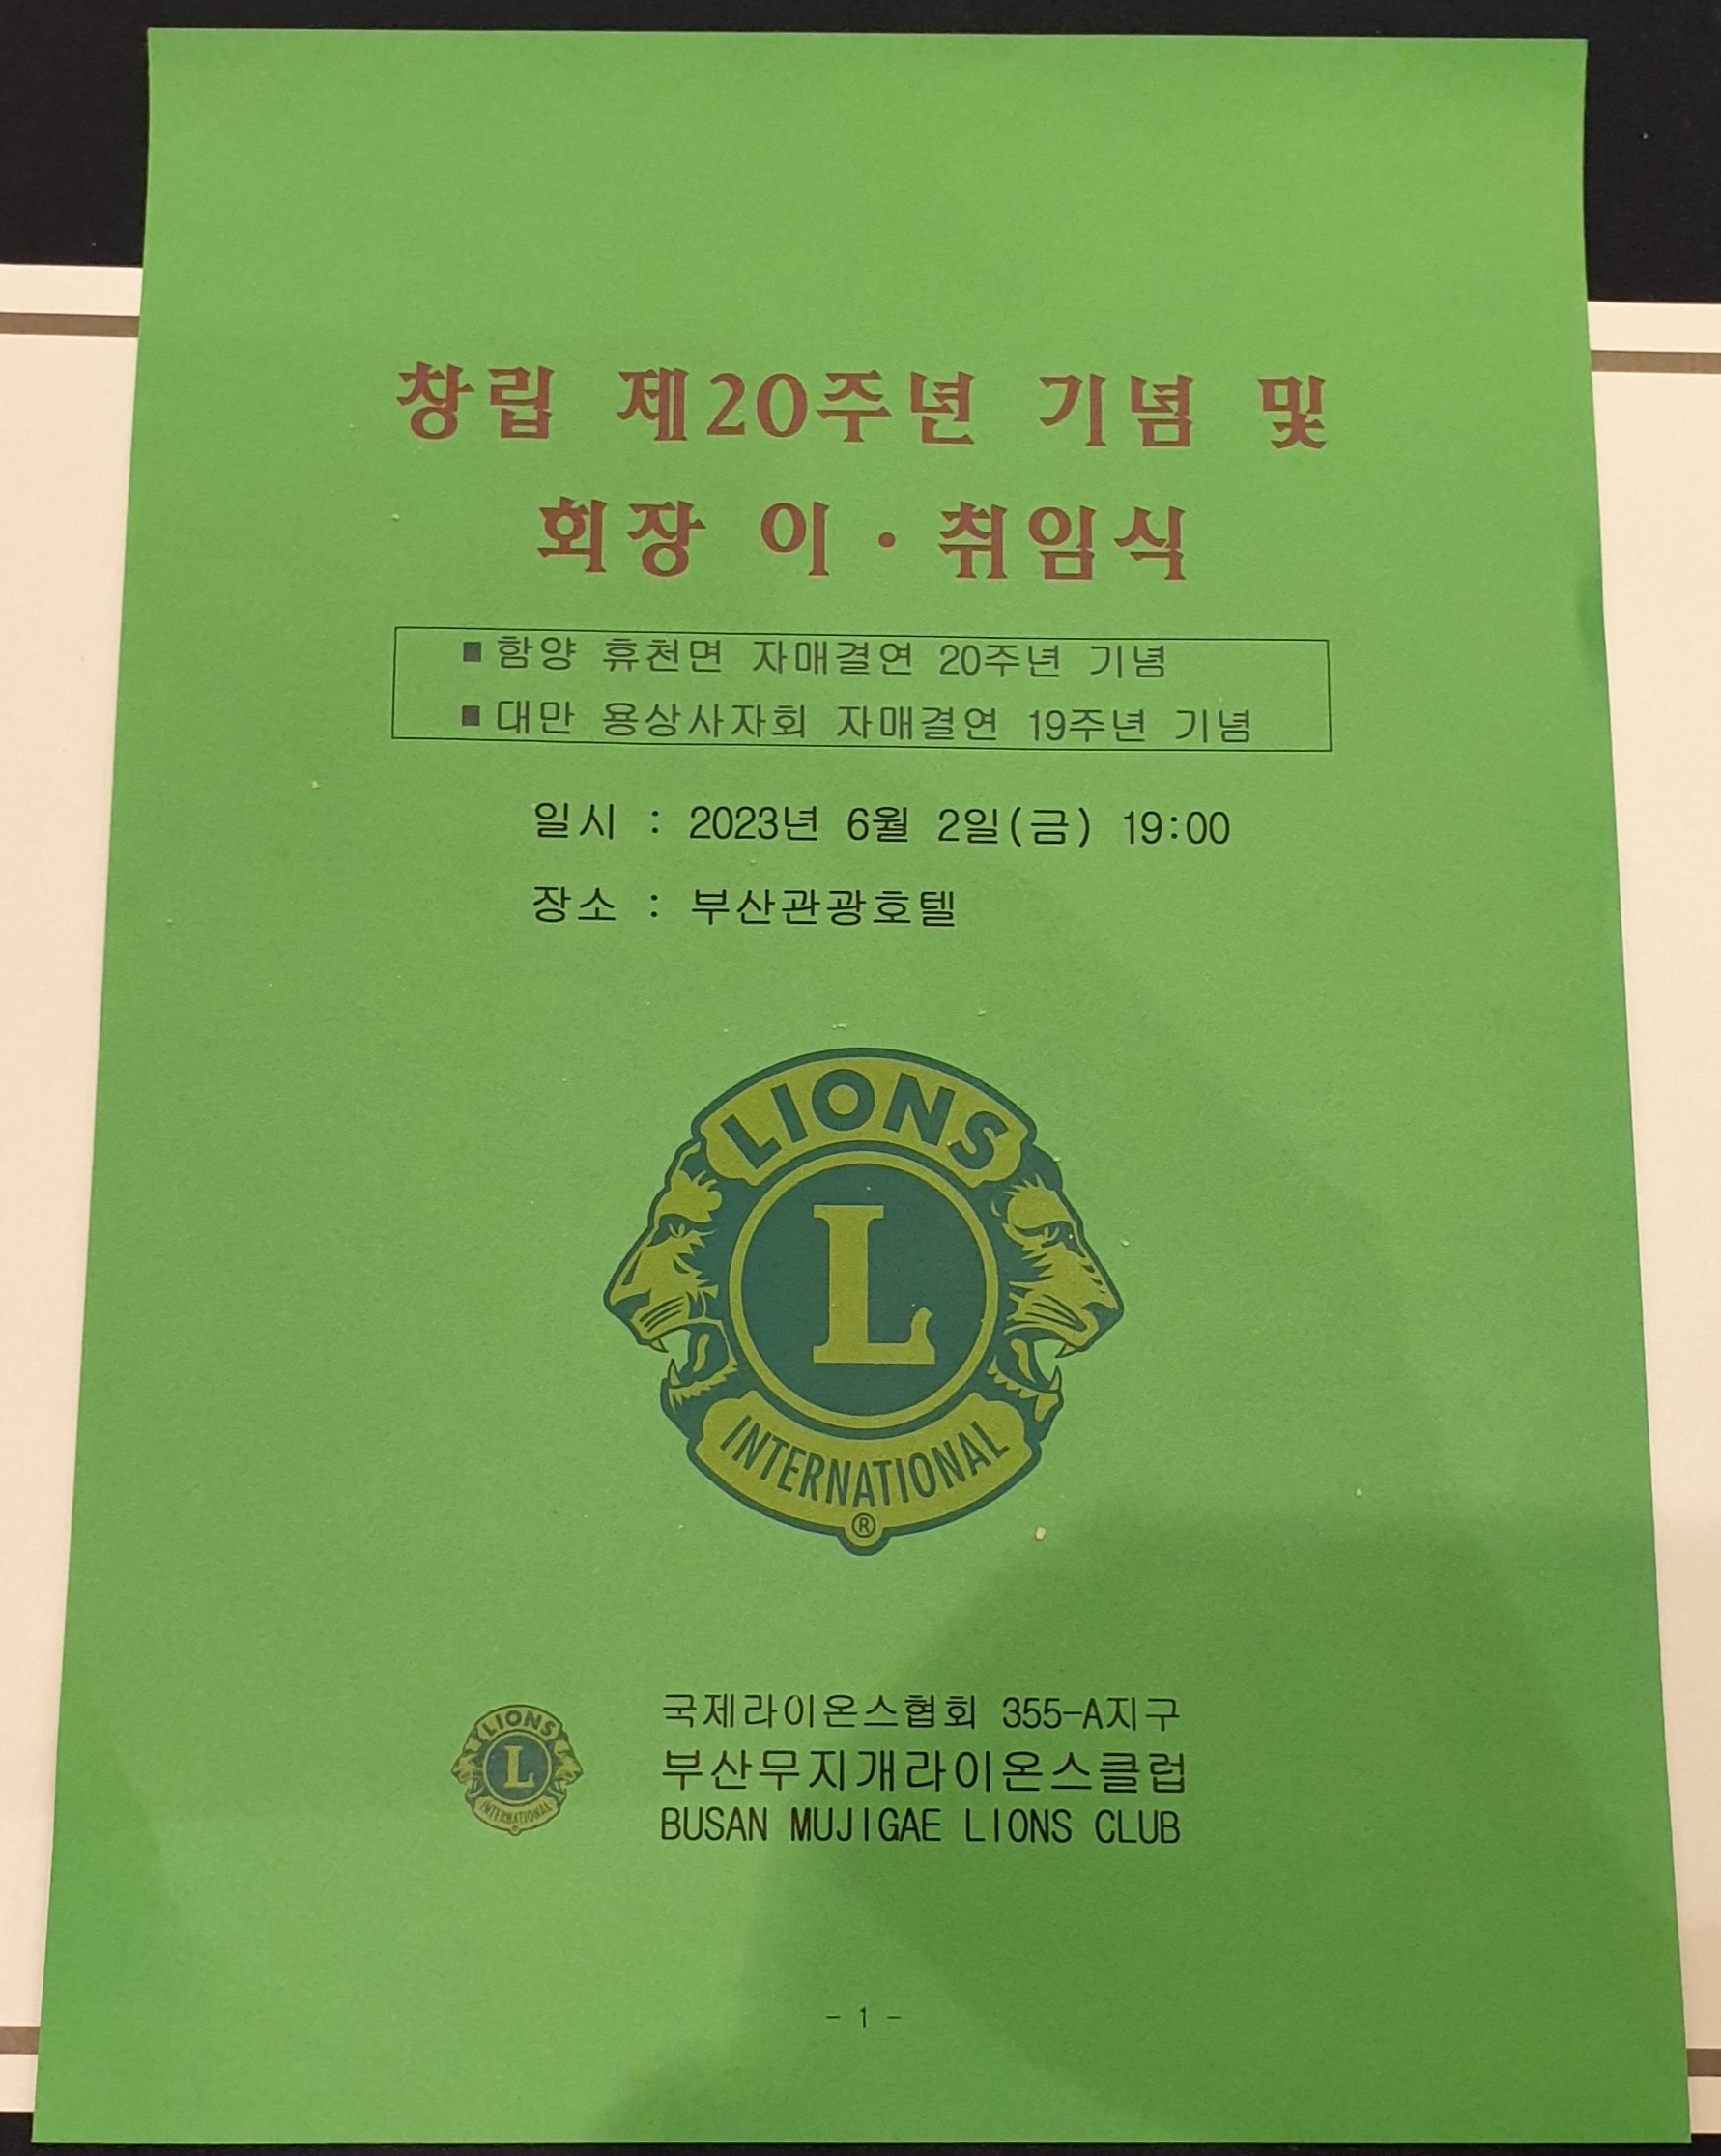 창립 제20주년 기념 및
회장 이·취임식
■ 함양 휴천면 자매결연 20주년 기념
■ 대만 용상사자회 자매결연 19주년 기념
일시 : 2023년 6월 2일(금) 19:00
장소 : 부산관광호텔
LIONS
L
INTERNATIONAL
®
국제라이온스협회 355-A지구
LIONS
L
INTERNATIONAL
부산무지개라이온스클럽
BUSAN MUJIGAE LIONS CLUB
- 1 -